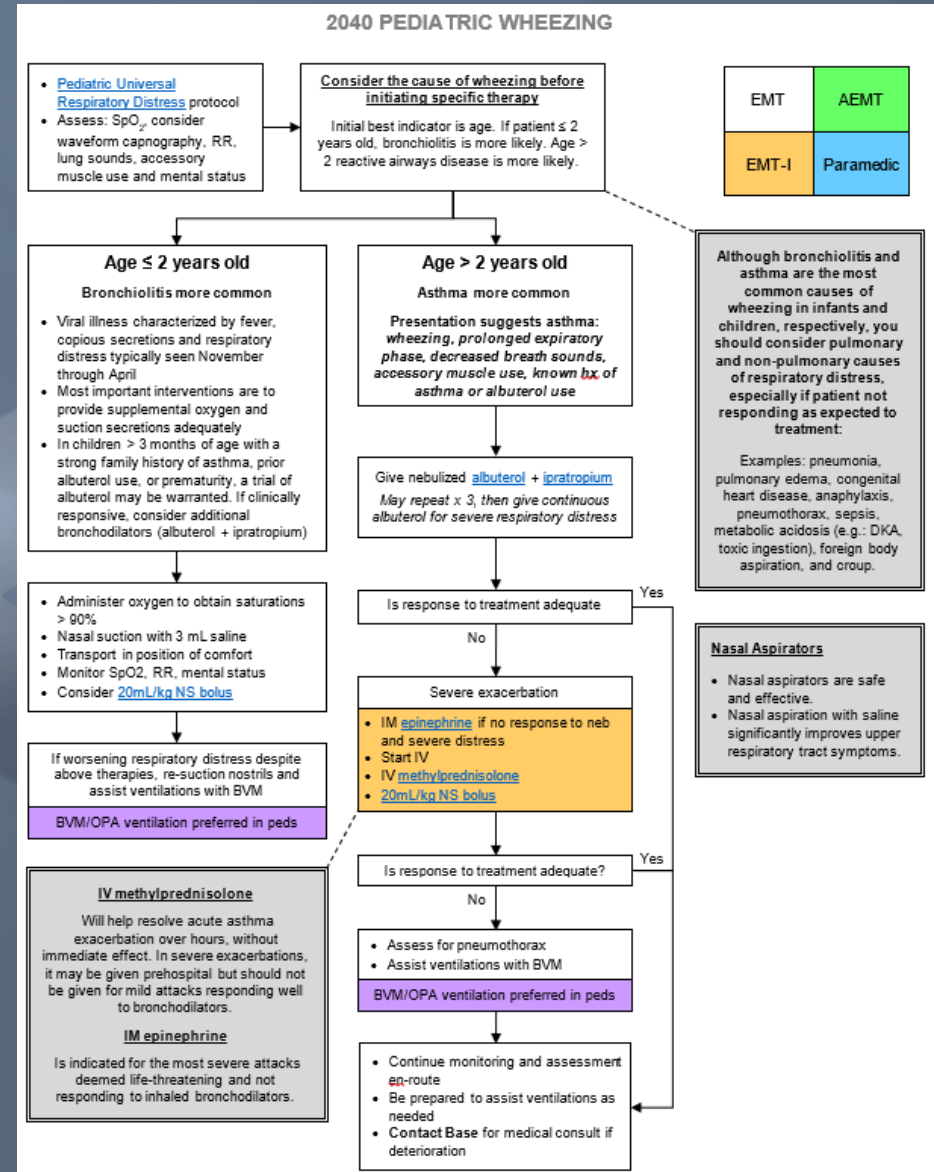 2040 PEDIATRIC WHEEZING
• Pediatric Universal
Respiratory Distress protocol
• Assess: SpO2, consider
waveform capnography, RR,
lung sounds, accessory
muscle use and mental status
Consider the cause of wheezing before
initiating specific therapy
Initial best indicator is age. If patient ≤ 2
years old, bronchiolitis is more likely. Age >
2 reactive airways disease is more likely.
EMT
AEMT
EMT-I
Paramedic
Age ≤ 2 years old
Bronchiolitis more common
• Viral illness characterized by fever,
copious secretions and respiratory
distress typically seen November
through April
• Most important interventions are to
provide supplemental oxygen and
suction secretions adequately
• In children > 3 months of age with a
strong family history of asthma, prior
albuterol use, or prematurity, a trial of
albuterol may be warranted. If clinically
responsive, consider additional
bronchodilators (albuterol + ipratropium)
• Administer oxygen to obtain saturations
> 90%
• Nasal suction with 3 mL saline
• Transport in position of comfort
• Monitor SpO2, RR, mental status
• Consider 20mL/kg NS bolus
If worsening respiratory distress despite
above therapies, re-suction nostrils and
assist ventilations with BVM
BVM/OPA ventilation preferred in peds
Age > 2 years old
Asthma more common
Presentation suggests asthma:
wheezing, prolonged expiratory
phase, decreased breath sounds,
accessory muscle use, known hx of
asthma or albuterol use
Give nebulized albuterol + ipratropium
May repeat x 3, then give continuous
albuterol for severe respiratory distress
Is response to treatment adequate
Yes
No
Severe exacerbation
• IM epinephrine if no response to neb
and severe distress
• Start IV
• IV methylprednisolone
• 20mL/kg NS bolus
Is response to treatment adequate?
Yes
No
• Assess for pneumothorax
• Assist ventilations with BVM
BVM/OPA ventilation preferred in peds
• Continue monitoring and assessment
en-route
• Be prepared to assist ventilations as
needed
• Contact Base for medical consult if
deterioration
Although bronchiolitis and
asthma are the most
common causes of
wheezing in infants and
children, respectively, you
should consider pulmonary
and non-pulmonary causes
of respiratory distress,
especially if patient not
responding as expected to
treatment:
Examples: pneumonia,
pulmonary edema, congenital
heart disease, anaphylaxis,
pneumothorax, sepsis,
metabolic acidosis (e.g.: DKA,
toxic ingestion), foreign body
aspiration, and croup.
Nasal Aspirators
• Nasal aspirators are safe
and effective.
• Nasal aspiration with saline
significantly improves upper
respiratory tract symptoms.
IV methylprednisolone
Will help resolve acute asthma
exacerbation over hours, without
immediate effect. In severe exacerbations,
it may be given prehospital but should not
be given for mild attacks responding well
to bronchodilators.
IM epinephrine
Is indicated for the most severe attacks
deemed life-threatening and not
responding to inhaled bronchodilators.